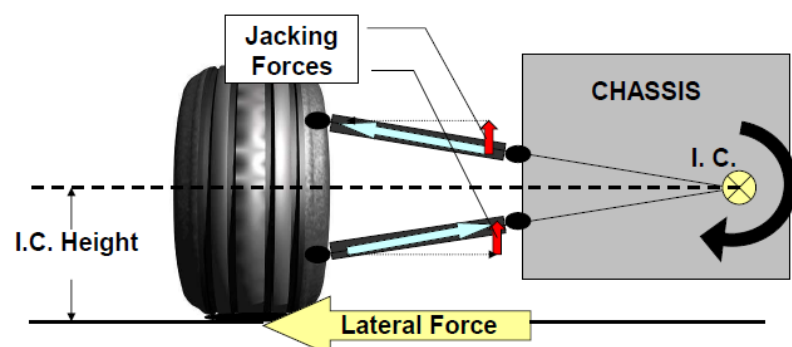 Jacking
Forces
CHASSIS
I. C.
I.C. Height
Lateral Force